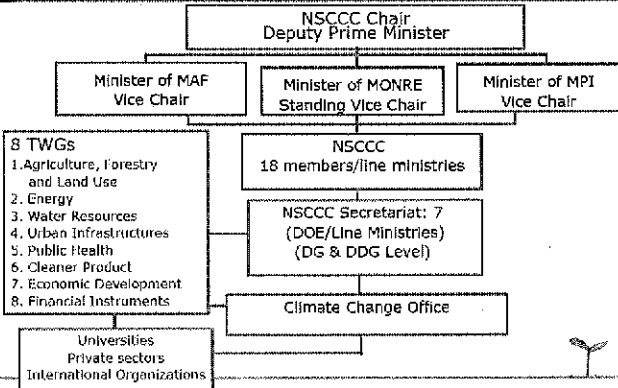 NSCCC Chair
Deputy Prime Minister
Minister of MAF
Vice Chair
Minister of MONRE
Standing Vice Chair
Minister of MPI
Vice Chair
NSCCC
18 members/line ministries
8 TWGs
1.Agriculture, Forestry
and Land Use
2. Energy
3. Water Resources
4. Urban Infrastructures
5. Public Health
6. Cleaner Product
7. Economic Development
8. Financial Instruments
NSCCC Secretariat: 7
(DOE/Line Ministries)
(DG & DDG Level)
Climate Change Office
Universities
Private sectors
International Organizations